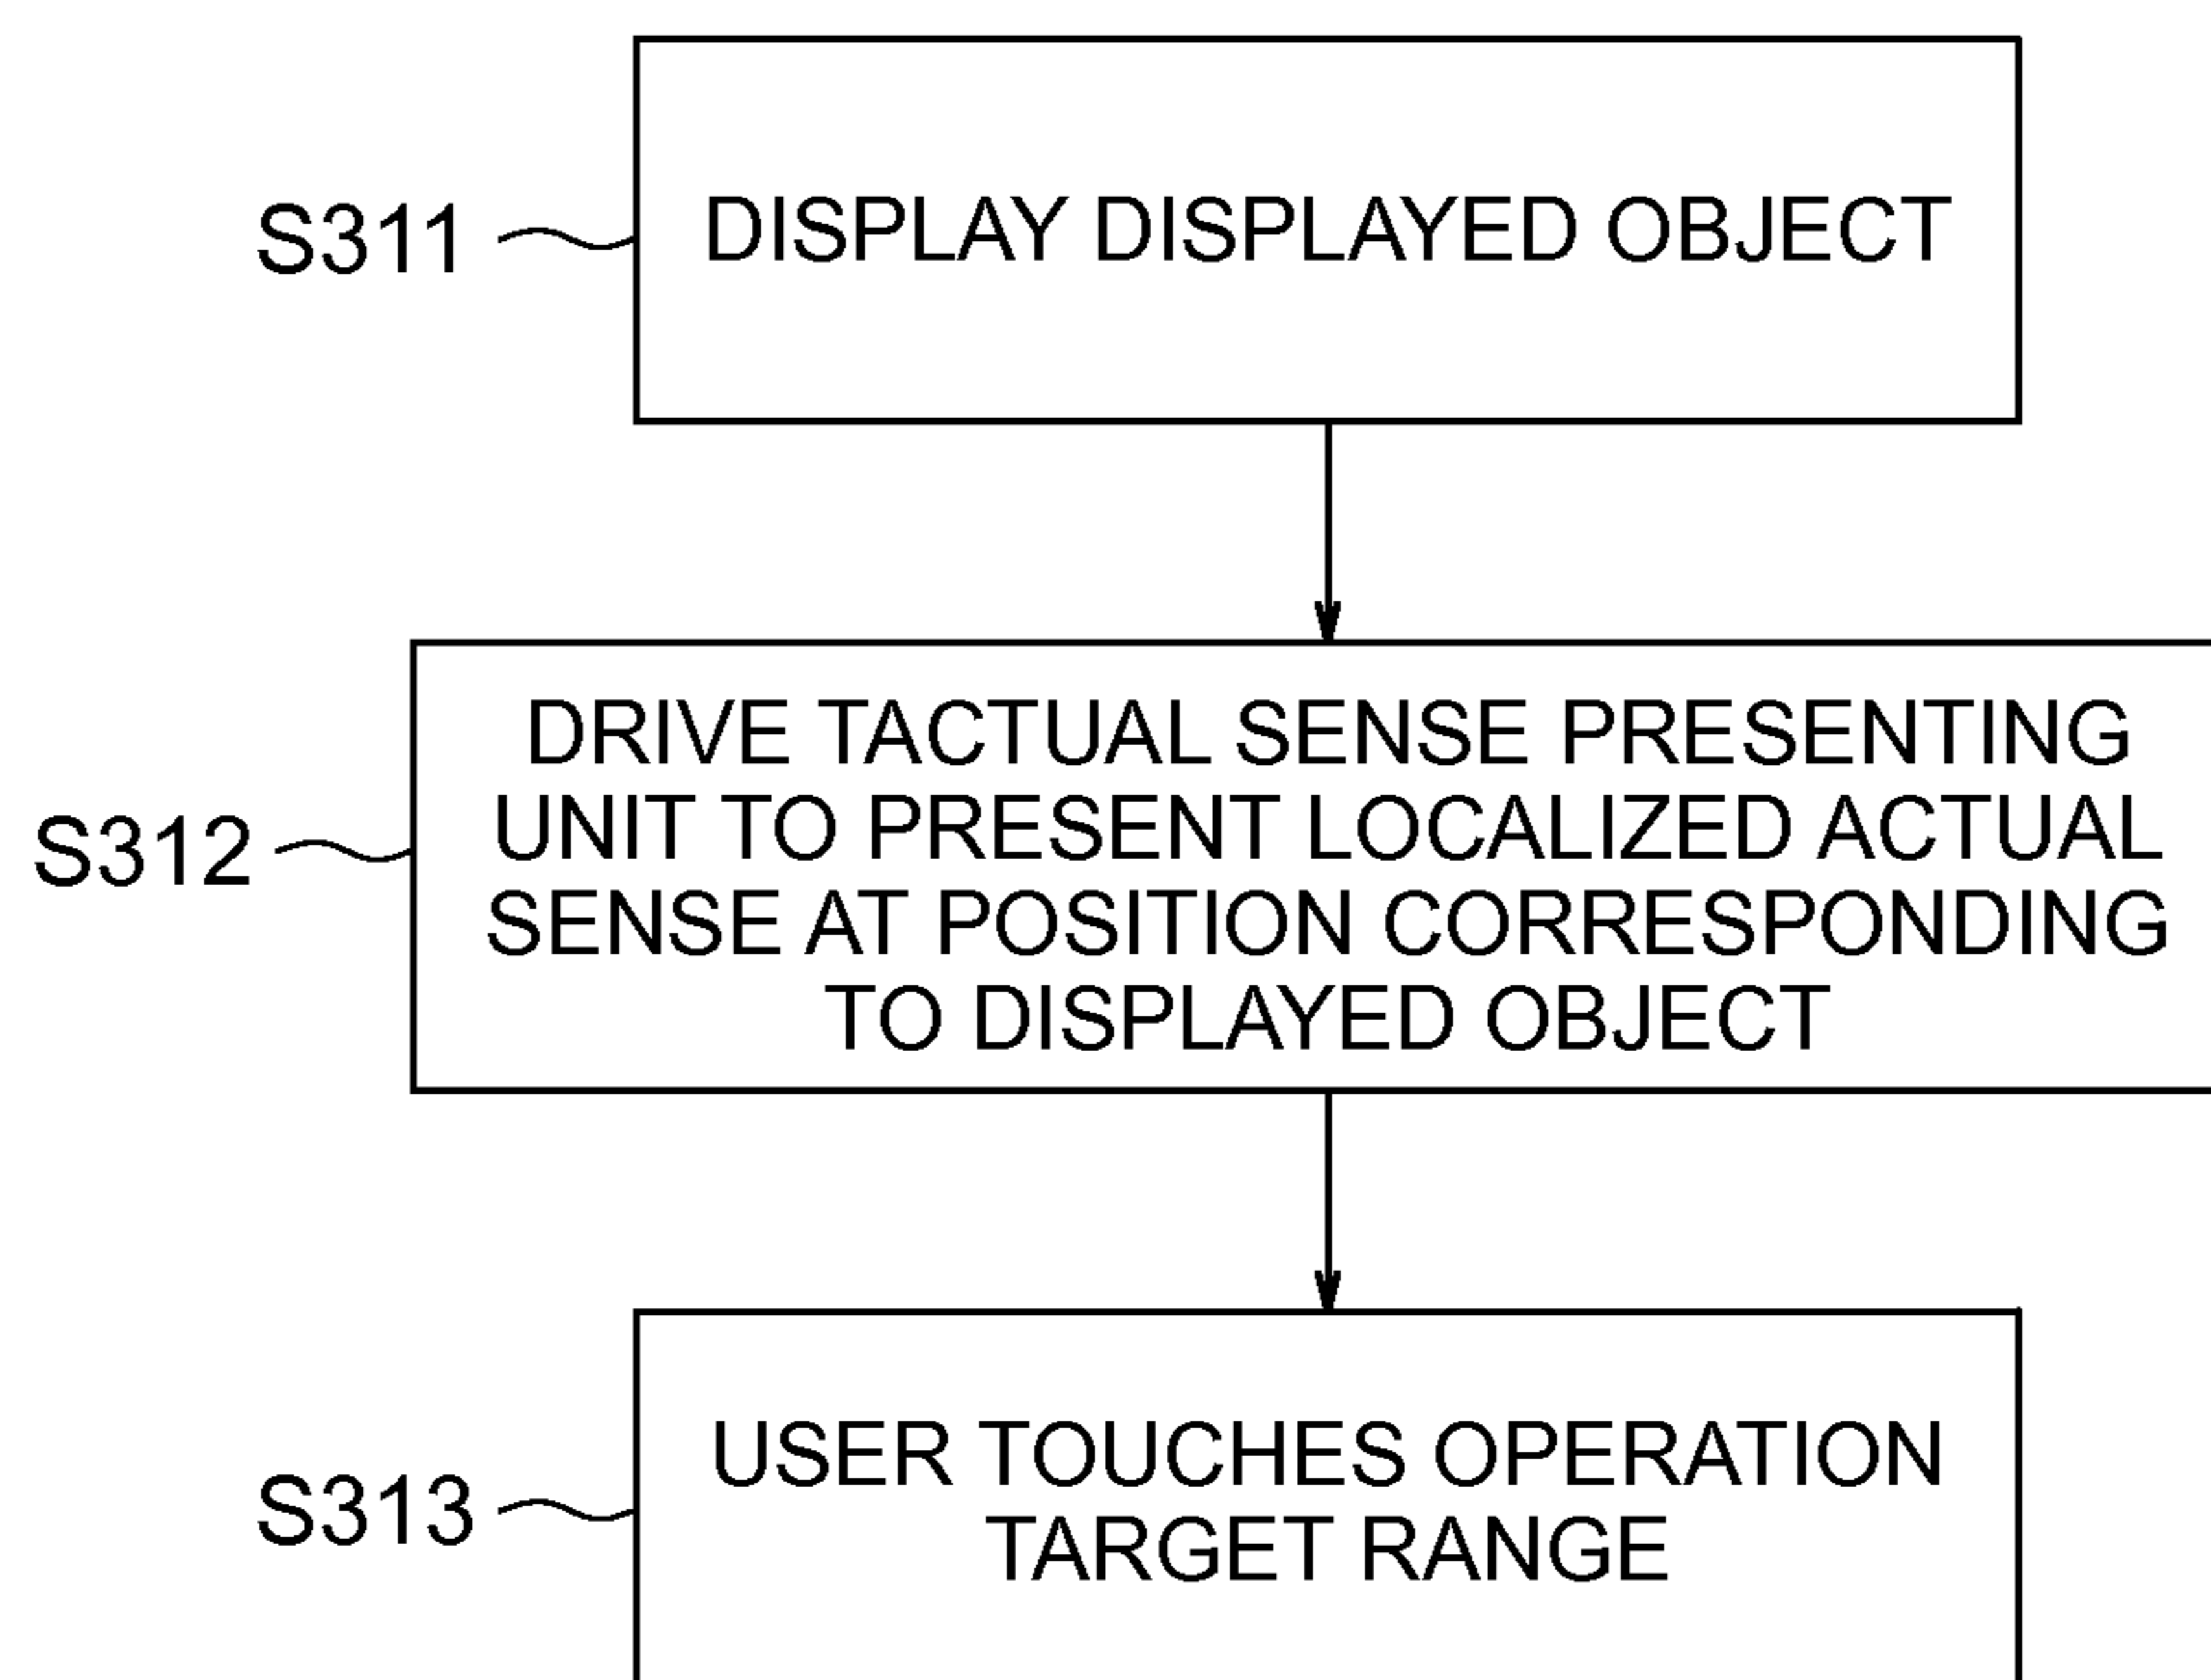 S311
DISPLAY DISPLAYED OBJECT
S312
DRIVE TACTUAL SENSE PRESENTING
UNIT TO PRESENT LOCALIZED ACTUAL
SENSE AT POSITION CORRESPONDING
TO DISPLAYED OBJECT
S313
USER TOUCHES OPERATION
TARGET RANGE